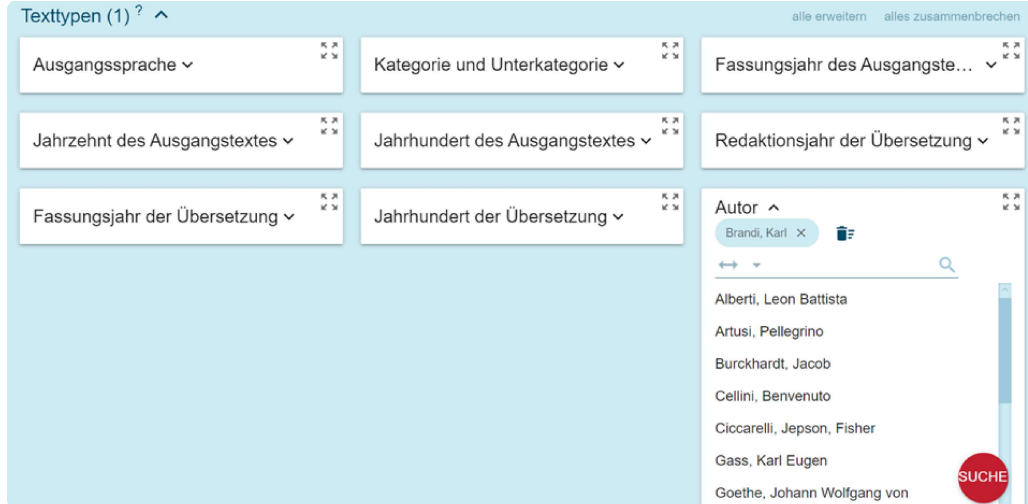 Texttypen (1) ?
alle erweitern alles zusammenbrechen
Ausgangssprache
Kategorie und Unterkategorie
Fassungsjahr des Ausgangste...
Jahrzehnt des Ausgangstextes
Jahrhundert des Ausgangstextes
Redaktionsjahr der Übersetzung
Fassungsjahr der Übersetzung
Jahrhundert der Übersetzung
Autor
Brandi, Karl ×
Alberti, Leon Battista
Artusi, Pellegrino
Burckhardt, Jacob
Cellini, Benvenuto
Ciccarelli, Jepson, Fisher
Gass, Karl Eugen
Goethe, Johann Wolfgang von
SUCHE